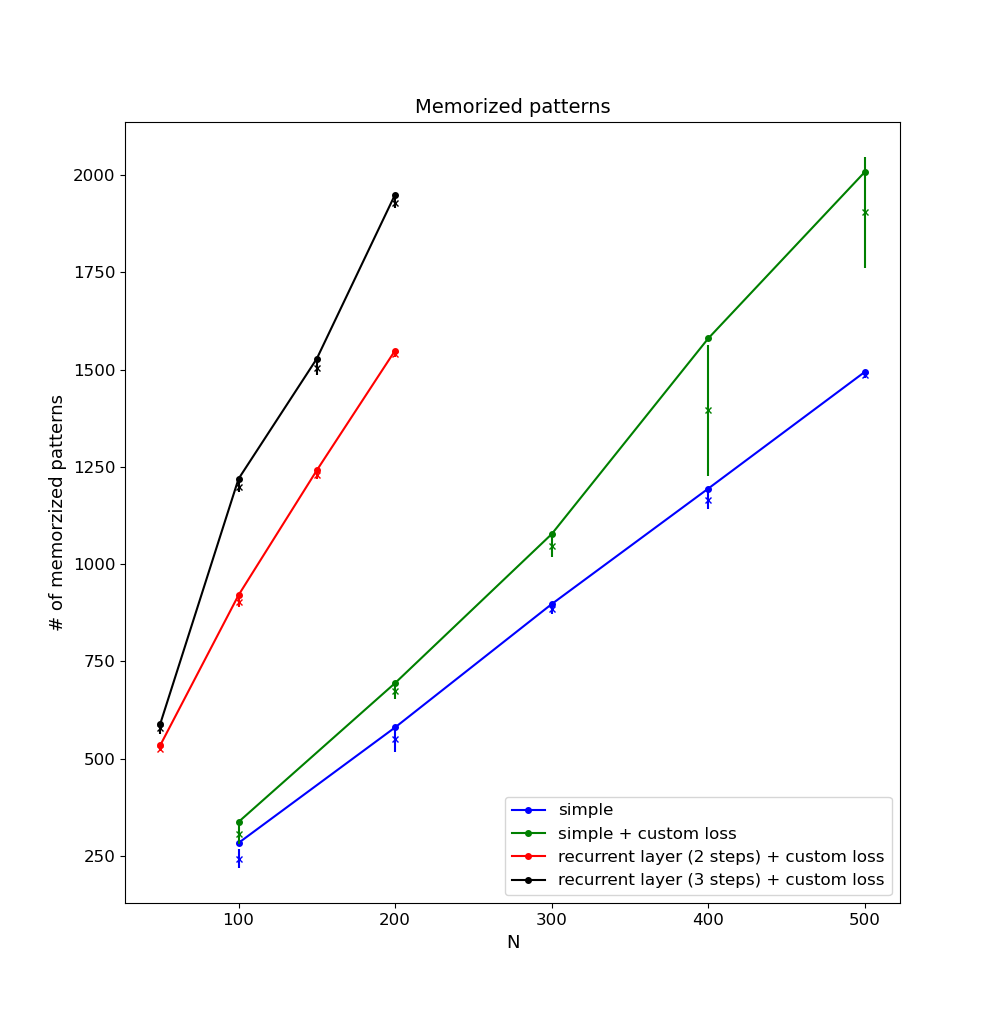 Memorized patterns
# of memorzized patterns
2000
1750
1500
1250
1000
750
500
250
simple
simple + custom loss
recurrent layer (2 steps) + custom loss
recurrent layer (3 steps) + custom loss
100 200 300 400 500
N